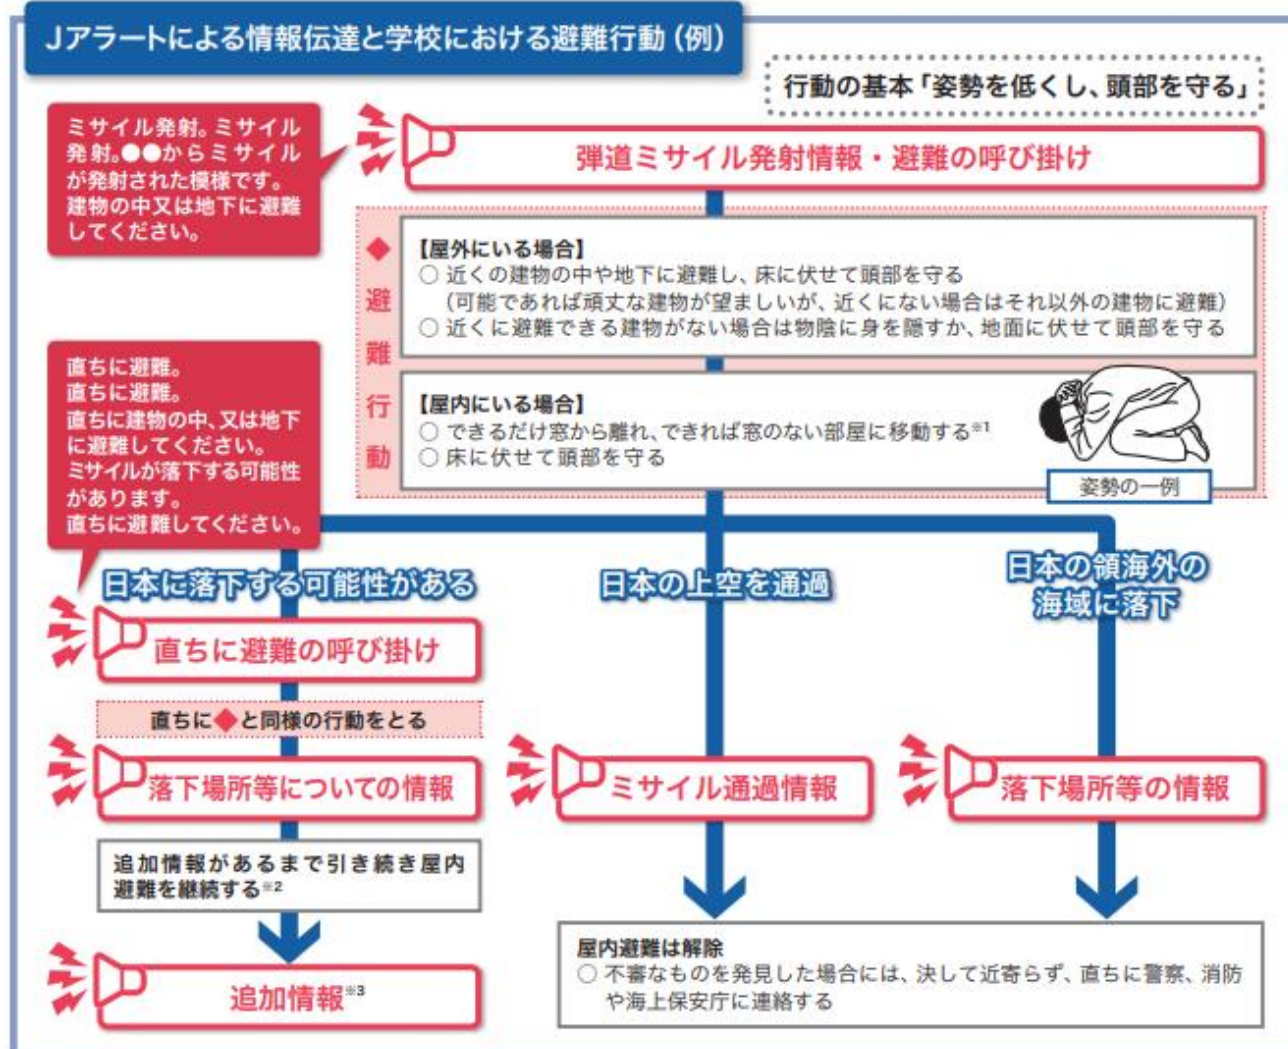 Jアラートによる情報伝達と学校における避難行動（例）
行動の基本「姿勢を低くし、頭部を守る」
ミサイル発射。ミサイル
発射。●●からミサイル
が発射された模様です。
建物の中又は地下に避難
してください。
弾道ミサイル発射情報・避難の呼び掛け
◆避難行動
【屋外にいる場合】
○ 近くの建物の中や地下に避難し、床に伏せて頭部を守る
（可能であれば頑丈な建物が望ましいが、近くにない場合はそれ以外の建物に避難）
○ 近くに避難できる建物がない場合は物陰に身を隠すか、地面に伏せて頭部を守る
【屋内にいる場合】
○ できるだけ窓から離れ、できれば窓のない部屋に移動する※1
○ 床に伏せて頭部を守る
姿勢の一例
直ちに避難。
直ちに避難。
直ちに建物の中、又は地下
に避難してください。
ミサイルが落下する可能性
があります。
直ちに避難してください。
日本に落下する可能性がある
直ちに避難の呼び掛け
直ちに◆と同様の行動をとる
落下場所等についての情報
追加情報があるまで引き続き屋内
避難を継続する※2
追加情報※3
日本の上空を通過
ミサイル通過情報
日本の領海外の
海域に落下
落下場所等の情報
屋内避難は解除
○ 不審なものを発見した場合には、決して近寄らず、直ちに警察、消防
や海上保安庁に連絡する